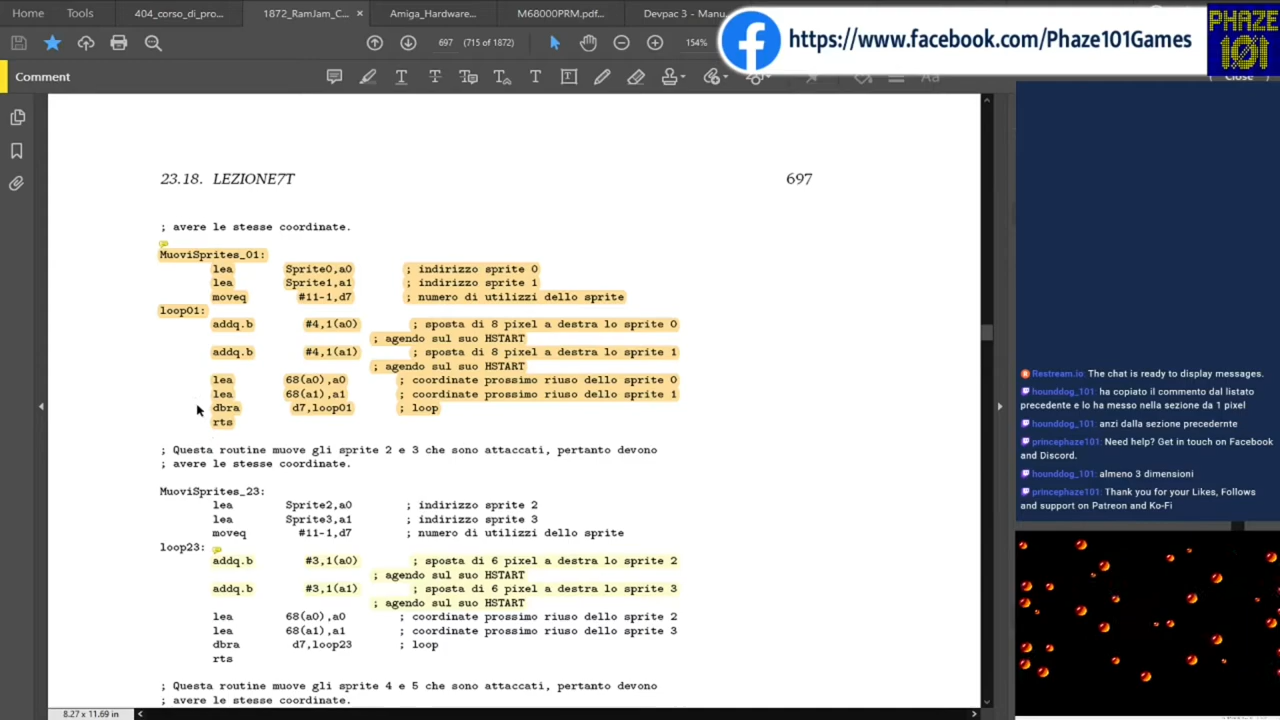 Home Tools 404_corso_di_pro... 1872_RamJam_C... × Amiga_Hardware... M68000PRM.pdf... Devpac 3 - Manu...
https://www.facebook.com/Phaze101Games
PHAZE
101
697 (715 of 1872) 154%
Comment
Close
23.18. LEZIONE7T 697
; avere le stesse coordinate.
MuoviSprites_01:
lea Sprite0,a0 ; indirizzo sprite 0
lea Sprite1,a1 ; indirizzo sprite 1
moveq #11-1,d7 ; numero di utilizzi dello sprite
loop01:
addq.b #4,1(a0) ; sposta di 8 pixel a destra lo sprite 0
; agendo sul suo HSTART
addq.b #4,1(a1) ; sposta di 8 pixel a destra lo sprite 1
; agendo sul suo HSTART
lea 68(a0),a0 ; coordinate prossimo riuso dello sprite 0
lea 68(a1),a1 ; coordinate prossimo riuso dello sprite 1
dbra d7,loop01 ; loop
rts
; Questa routine muove gli sprite 2 e 3 che sono attaccati, pertanto devono
; avere le stesse coordinate.
MuoviSprites_23:
lea Sprite2,a0 ; indirizzo sprite 2
lea Sprite3,a1 ; indirizzo sprite 3
moveq #11-1,d7 ; numero di utilizzi dello sprite
loop23:
addq.b #3,1(a0) ; sposta di 6 pixel a destra lo sprite 2
; agendo sul suo HSTART
addq.b #3,1(a1) ; sposta di 6 pixel a destra lo sprite 3
; agendo sul suo HSTART
lea 68(a0),a0 ; coordinate prossimo riuso dello sprite 2
lea 68(a1),a1 ; coordinate prossimo riuso dello sprite 3
dbra d7,loop23 ; loop
rts
; Questa routine muove gli sprite 4 e 5 che sono attaccati, pertanto devono
; avere le stesse coordinate.
8.27 x 11.69 in
Restream.io: The chat is ready to display messages.
hounddog_101: ha copiato il commento dal listato
precedente e lo ha messo nella sezione da 1 pixel
hounddog_101: anzi dalla sezione precedernte
princephaze101: Need help? Get in touch on Facebook
and Discord.
hounddog_101: almeno 3 dimensioni
princephaze101: Thank you for your Likes, Follows
and support on Patreon and Ko-Fi